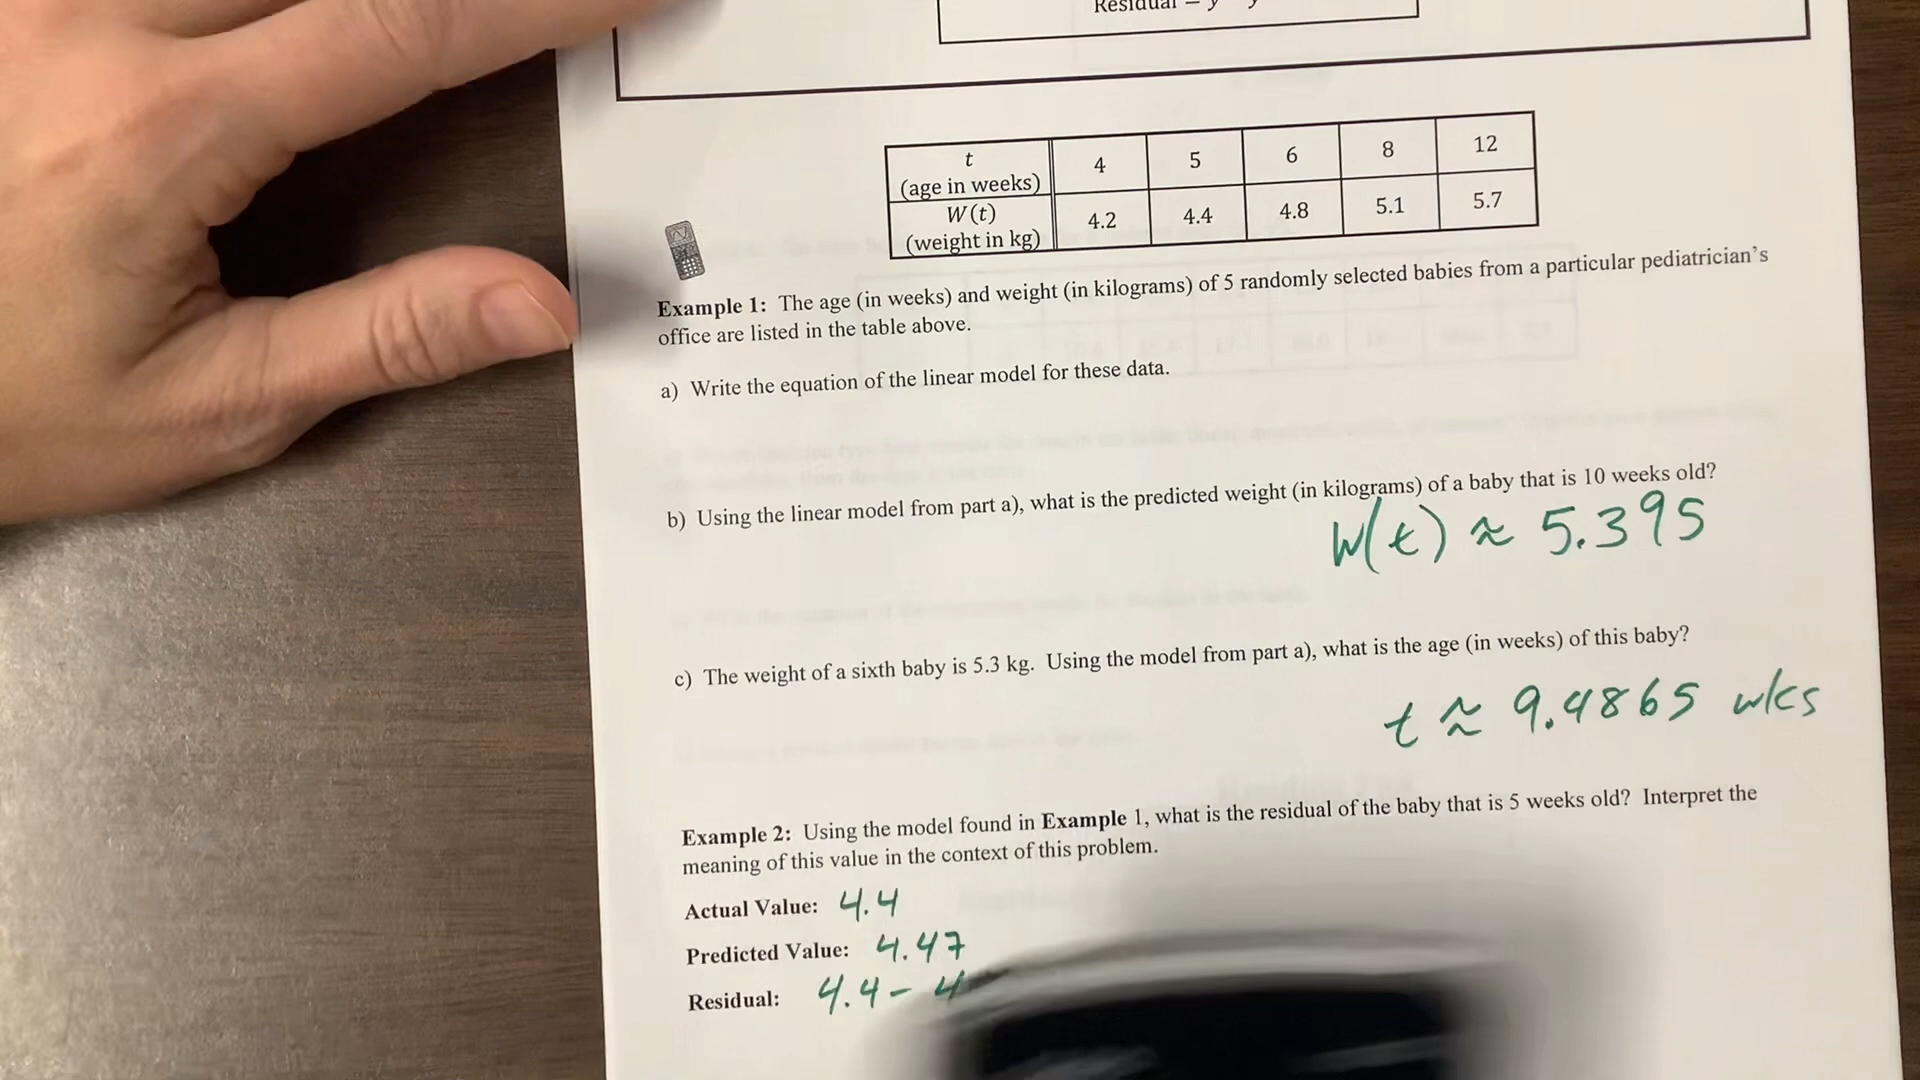 Residual = y
t
(age in weeks) 4 5 6 8 12
W(t)
(weight in kg) 4.2 4.4 4.8 5.1 5.7
Example 1: The age (in weeks) and weight (in kilograms) of 5 randomly selected babies from a particular pediatrician's
office are listed in the table above.
a) Write the equation of the linear model for these data.
b) Using the linear model from part a), what is the predicted weight (in kilograms) of a baby that is 10 weeks old?
W(t) ≈ 5.395
c) The weight of a sixth baby is 5.3 kg. Using the model from part a), what is the age (in weeks) of this baby?
t ≈ 9.4865 wks
Example 2: Using the model found in Example 1, what is the residual of the baby that is 5 weeks old? Interpret the
meaning of this value in the context of this problem.
Actual Value: 4.4
Predicted Value: 4.47
Residual: 4.4 - 4